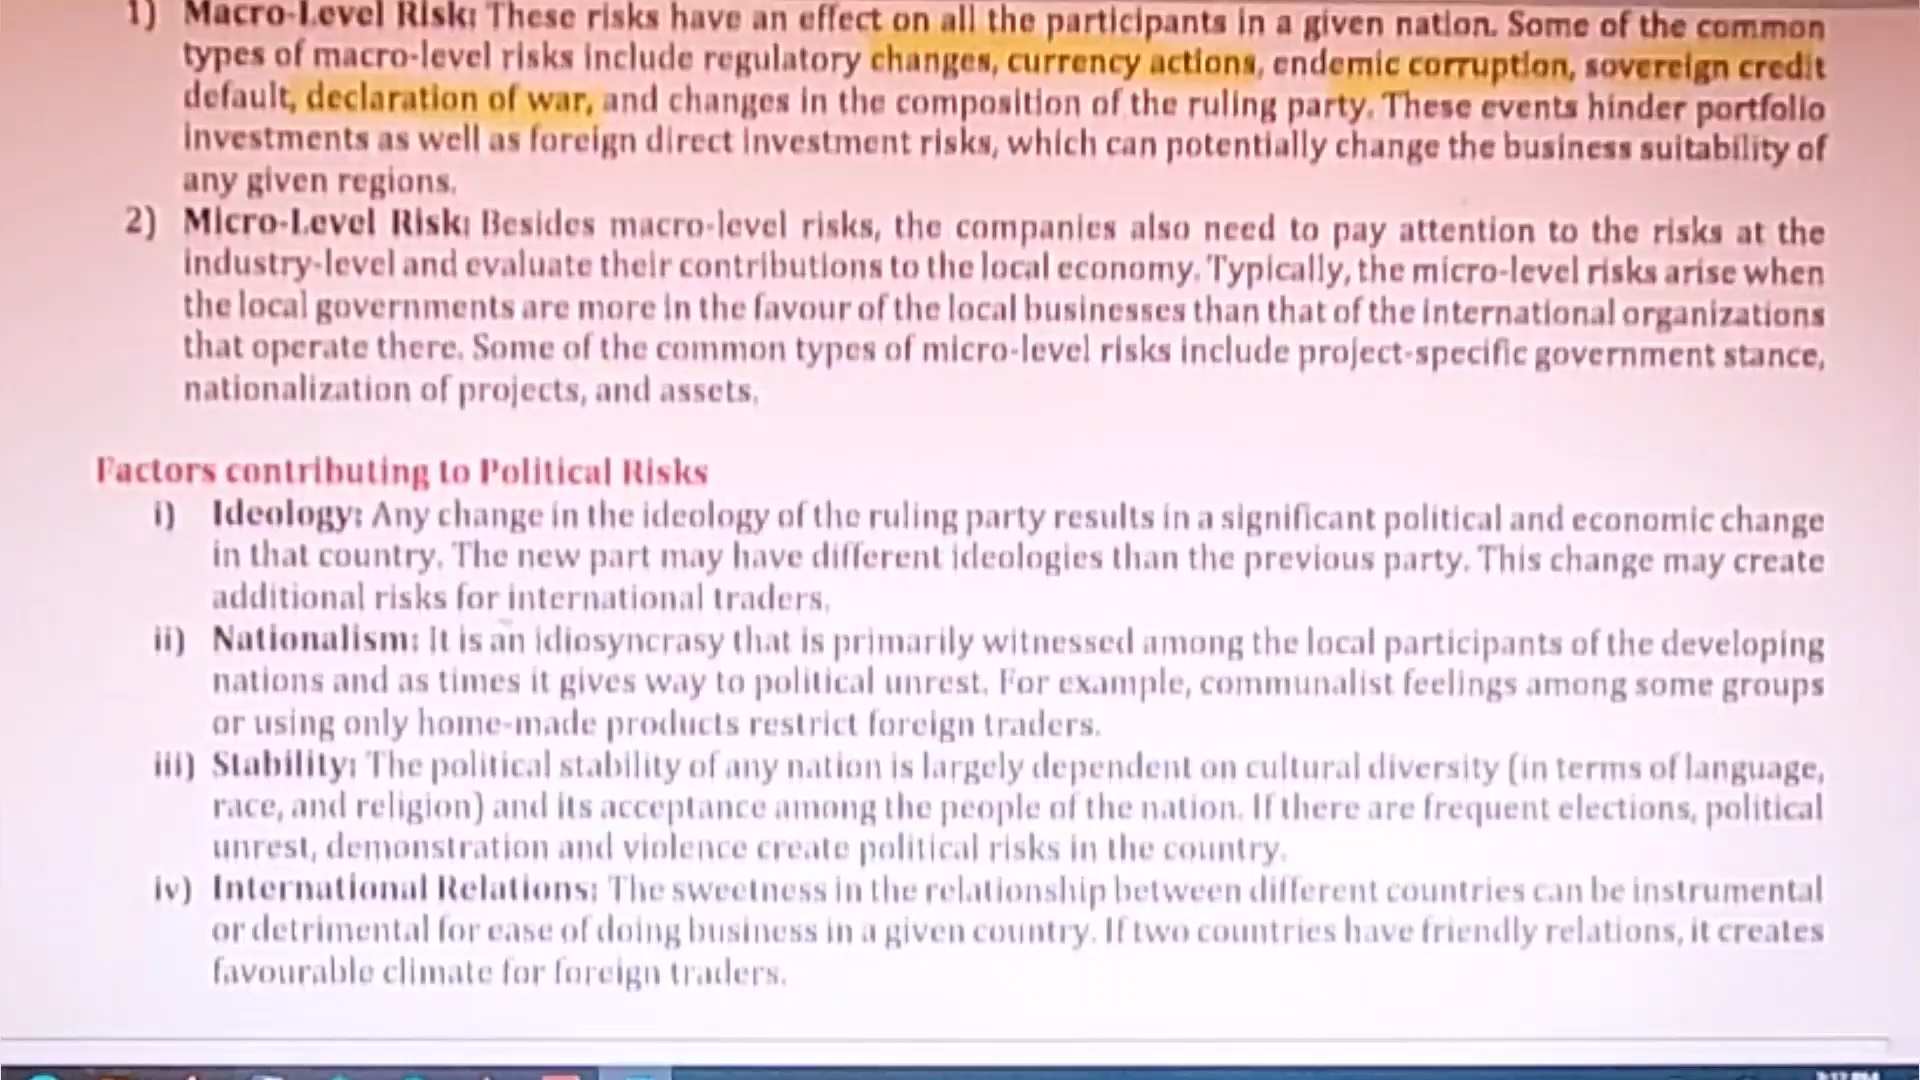 1) Macro-Level Risk: These risks have an effect on all the participants in a given nation. Some of the common
types of macro-level risks include regulatory changes, currency actions, endemic corruption, sovereign credit
default, declaration of war, and changes in the composition of the ruling party. These events hinder portfolio
investments as well as foreign direct investment risks, which can potentially change the business suitability of
any given regions.
2) Micro-Level Risk: Besides macro-level risks, the companies also need to pay attention to the risks at the
industry-level and evaluate their contributions to the local economy. Typically, the micro-level risks arise when
the local governments are more in the favour of the local businesses than that of the international organizations
that operate there. Some of the common types of micro-level risks include project-specific government stance,
nationalization of projects, and assets.
Factors contributing to Political Risks
i) Ideology: Any change in the ideology of the ruling party results in a significant political and economic change
in that country. The new part may have different ideologies than the previous party. This change may create
additional risks for international traders.
ii) Nationalism: It is an idiosyncrasy that is primarily witnessed among the local participants of the developing
nations and as times it gives way to political unrest. For example, communalist feelings among some groups
or using only home-made products restrict foreign traders.
iii) Stability: The political stability of any nation is largely dependent on cultural diversity (in terms of language,
race, and religion) and its acceptance among the people of the nation. If there are frequent elections, political
unrest, demonstration and violence create political risks in the country.
iv) International Relations: The sweetness in the relationship between different countries can be instrumental
or detrimental for ease of doing business in a given country. If two countries have friendly relations, it creates
favourable climate for foreign traders.